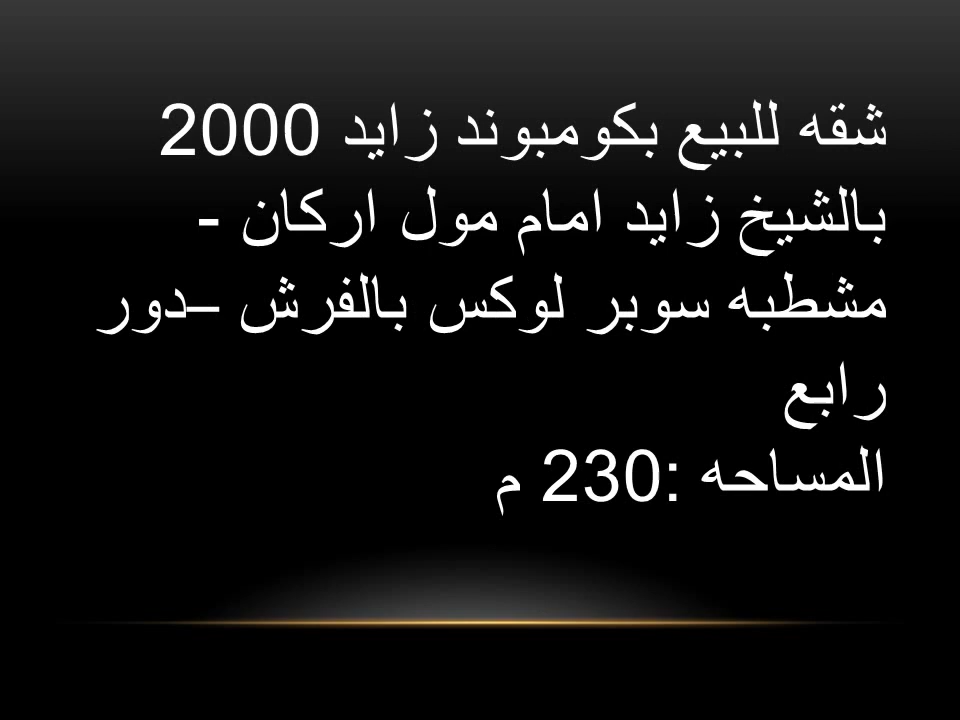 شقه للبيع بكومبوند زايد 2000
بالشيخ زايد امام مول اركان -
مشطبه سوبر لوكس بالفرش –دور
رابع
المساحه :230 م